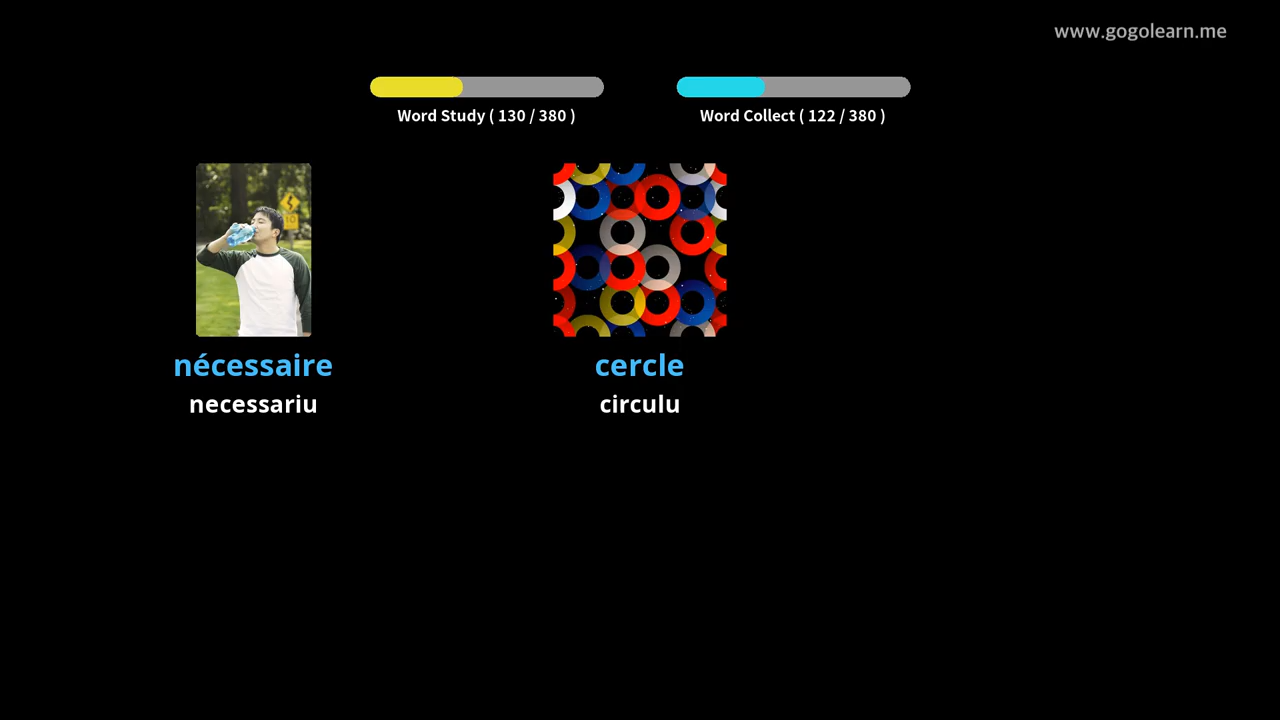 www.gogolearn.me
Word Study ( 130 / 380 )
Word Collect ( 122 / 380 )
nécessaire
necessariu
cercle
circulu